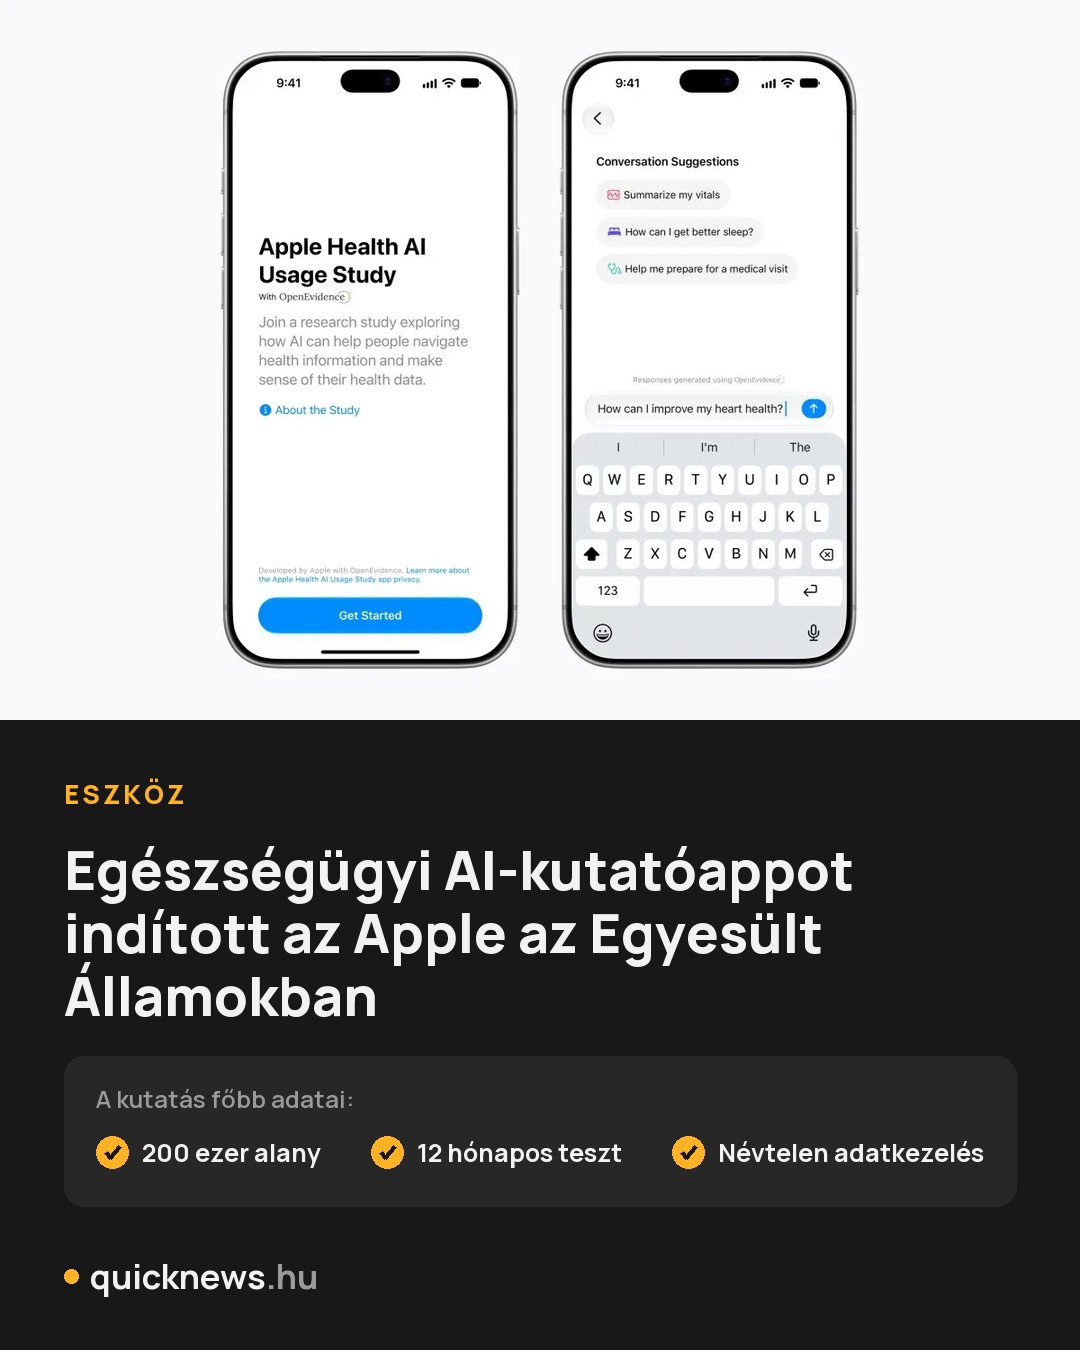 9:41
Apple Health AI
Usage Study
With OpenEvidence
Join a research study exploring
how AI can help people navigate
health information and make
sense of their health data.
About the Study
Developed by Apple with OpenEvidence. Learn more about
the Apple Health AI Usage Study app privacy.
Get Started
9:41
Conversation Suggestions
Summarize my vitals
How can I get better sleep?
Help me prepare for a medical visit
Responses generated using OpenEvidence
How can I improve my heart health?
I I'm The
Q W E R T Y U I O P
A S D F G H J K L
Z X C V B N M
123
ESZKÖZ
Egészségügyi AI-kutatóappot
indított az Apple az Egyesült
Államokban
A kutatás főbb adatai:
200 ezer alany 12 hónapos teszt Névtelen adatkezelés
quicknews.hu